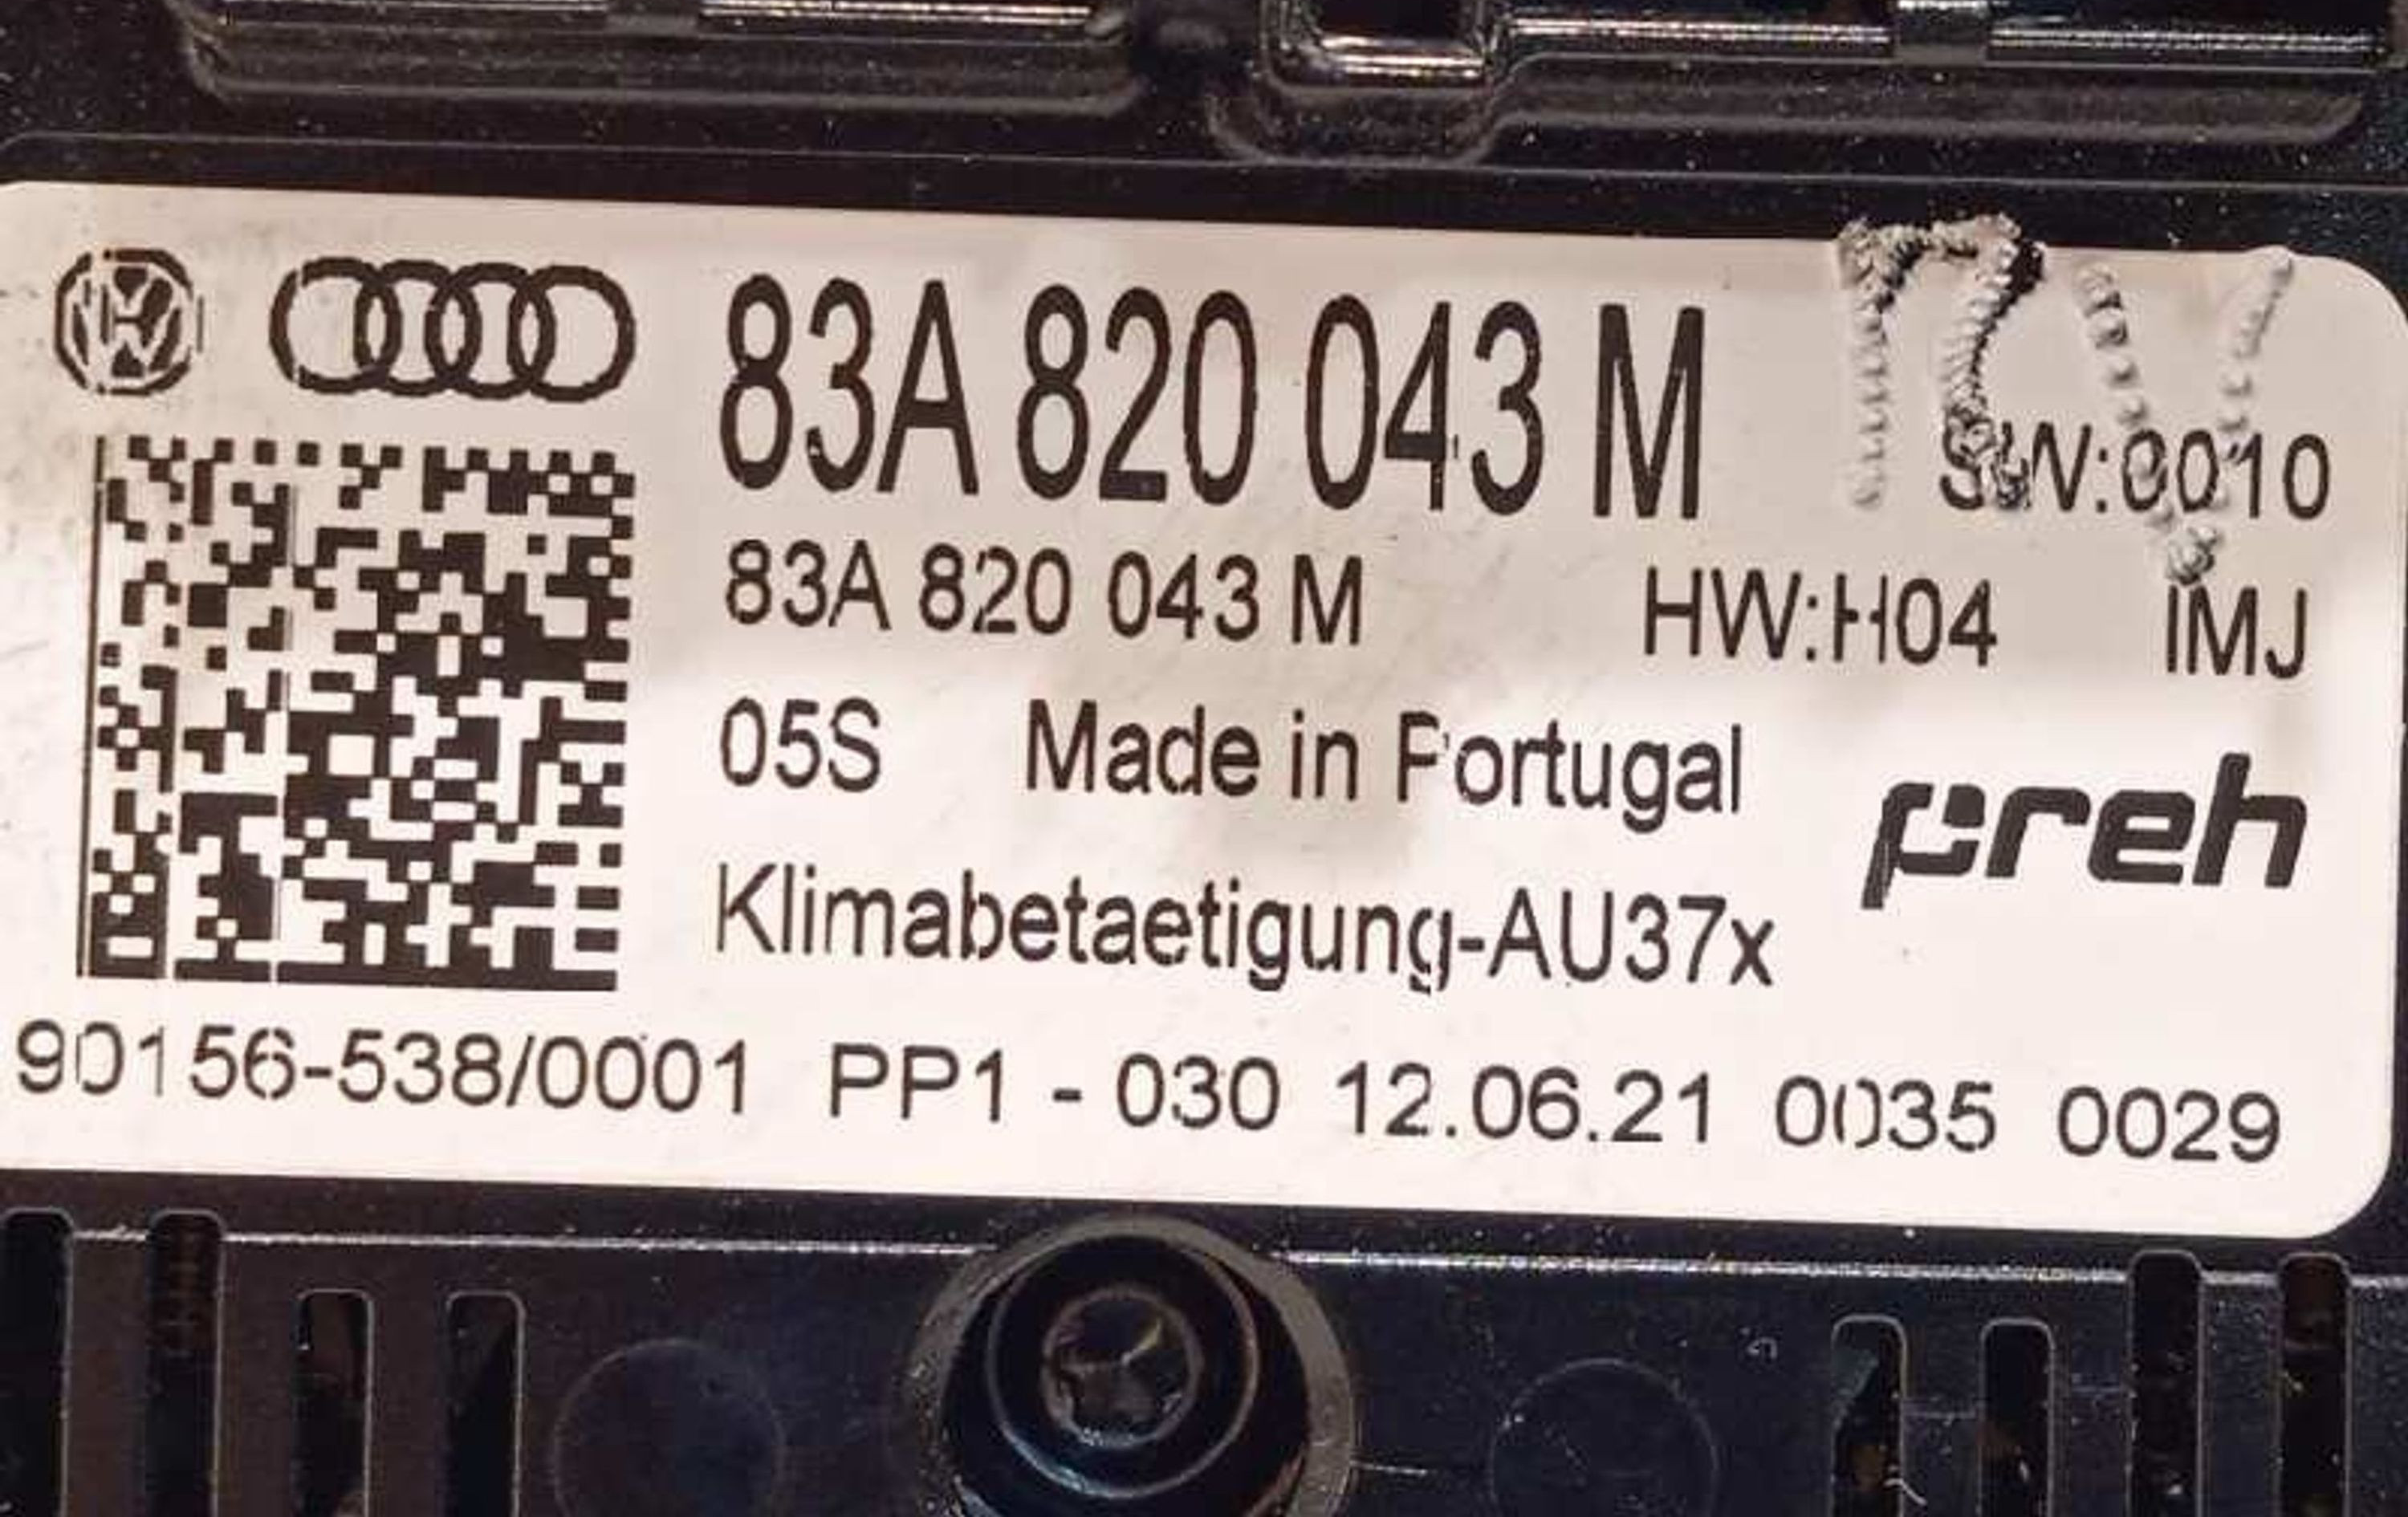 83A 820 043 M
SW:0010
83A 820 043 M HW:H04 IMJ
05S Made in Portugal
preh
Klimabetaetigung-AU37x
90156-538/0001 PP1 - 030 12.06.21 0035 0029